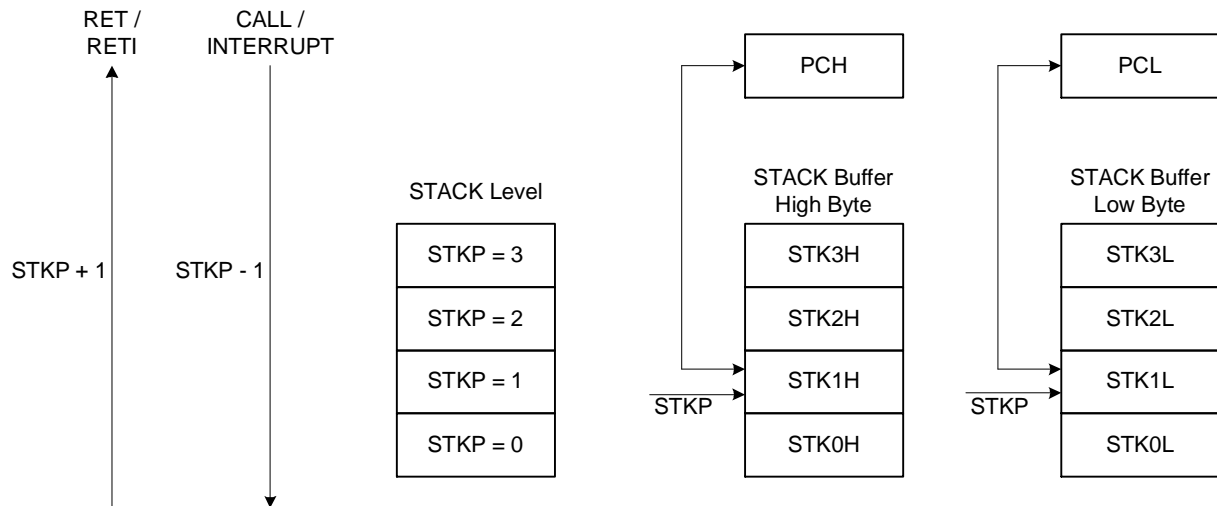 RET /
RETI
CALL /
INTERRUPT
PCH
PCL
STACK Level
STACK Buffer
High Byte
STACK Buffer
Low Byte
STKP + 1
STKP - 1
STKP = 3
STK3H
STK3L
STKP = 2
STK2H
STK2L
STKP = 1
STK1H
STK1L
STKP
STKP
STKP = 0
STK0H
STK0L